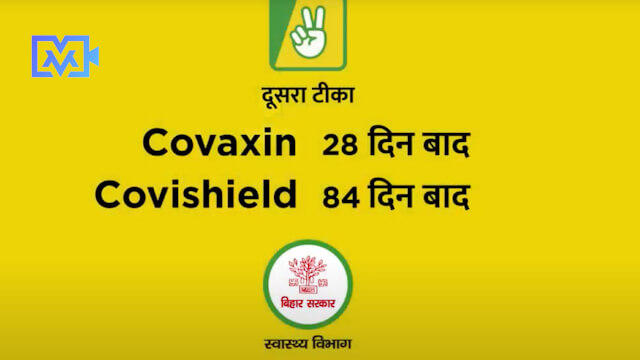 दूसरा टीका
Covaxin 28 दिन बाद
Covishield 84 दिन बाद
बिहार सरकार
स्वास्थ्य विभाग